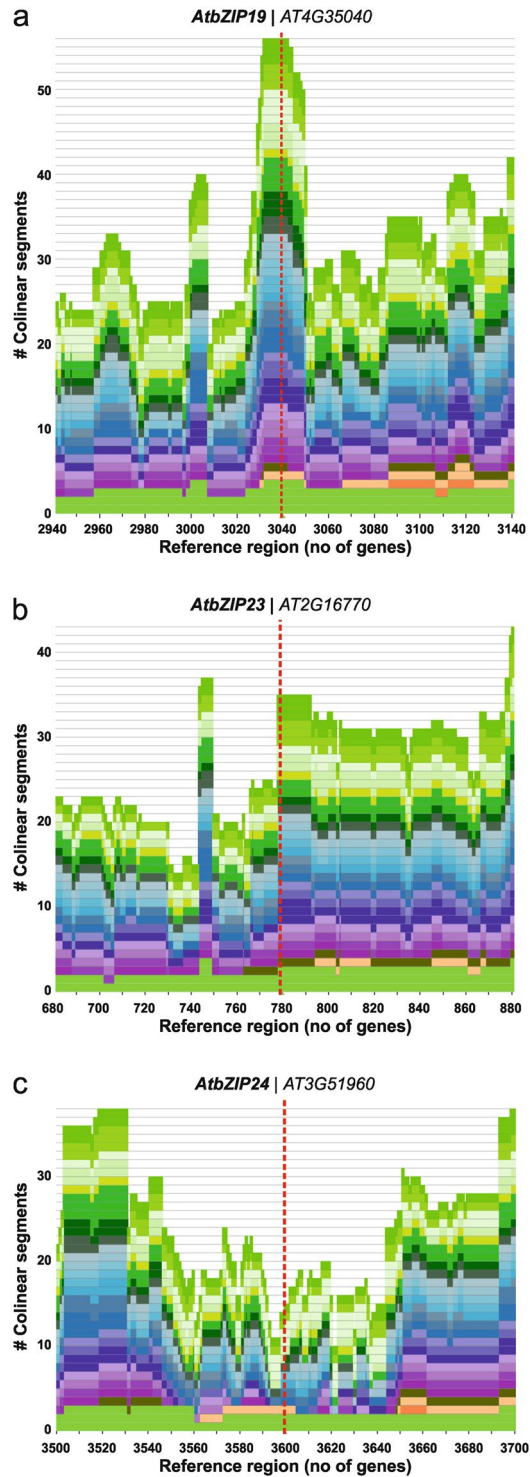 a
AtbZIP19 | AT4G35040
# Colinear segments
50
40
30
20
10
0
2940 2960 2980 3000 3020 3040 3060 3080 3100 3120 3140
Reference region (no of genes)
b
AtbZIP23 | AT2G16770
# Colinear segments
40
30
20
10
0
680 700 720 740 760 780 800 820 840 860 880
Reference region (no of genes)
c
AtbZIP24 | AT3G51960
# Colinear segments
30
20
10
0
3500 3520 3540 3560 3580 3600 3620 3640 3660 3680 3700
Reference region (no of genes)